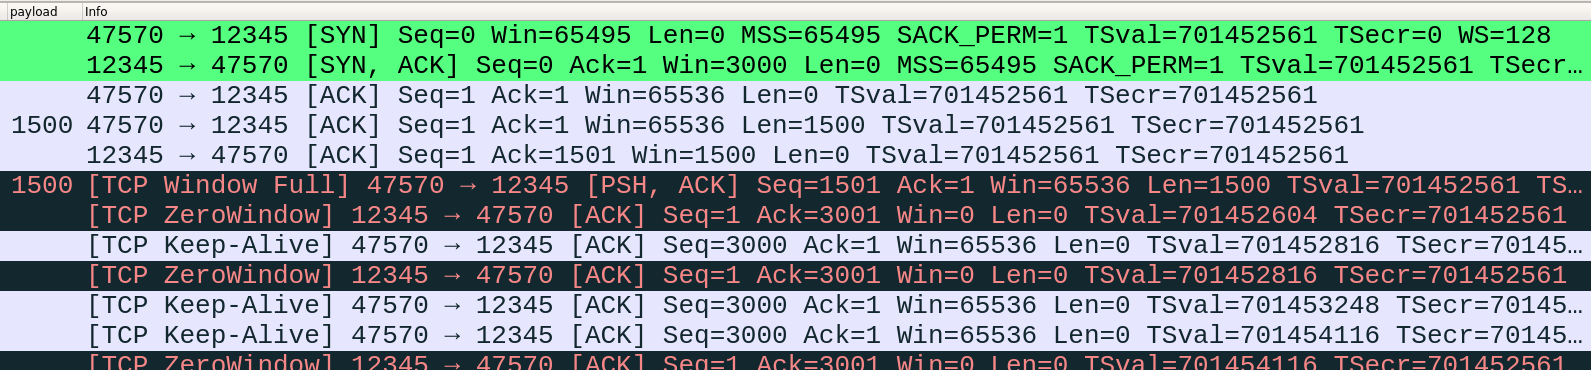 payload Info
47570 → 12345 [SYN] Seq=0 Win=65495 Len=0 MSS=65495 SACK_PERM=1 TSval=701452561 TSecr=0 WS=128
12345 → 47570 [SYN, ACK] Seq=0 Ack=1 Win=3000 Len=0 MSS=65495 SACK_PERM=1 TSval=701452561 TSecr…
47570 → 12345 [ACK] Seq=1 Ack=1 Win=65536 Len=0 TSval=701452561 TSecr=701452561
1500 47570 → 12345 [ACK] Seq=1 Ack=1 Win=65536 Len=1500 TSval=701452561 TSecr=701452561
12345 → 47570 [ACK] Seq=1 Ack=1501 Win=1500 Len=0 TSval=701452561 TSecr=701452561
1500 [TCP Window Full] 47570 → 12345 [PSH, ACK] Seq=1501 Ack=1 Win=65536 Len=1500 TSval=701452561 TS…
[TCP ZeroWindow] 12345 → 47570 [ACK] Seq=1 Ack=3001 Win=0 Len=0 TSval=701452604 TSecr=701452561
[TCP Keep-Alive] 47570 → 12345 [ACK] Seq=3000 Ack=1 Win=65536 Len=0 TSval=701452816 TSecr=70145…
[TCP ZeroWindow] 12345 → 47570 [ACK] Seq=1 Ack=3001 Win=0 Len=0 TSval=701452816 TSecr=701452561
[TCP Keep-Alive] 47570 → 12345 [ACK] Seq=3000 Ack=1 Win=65536 Len=0 TSval=701453248 TSecr=70145…
[TCP Keep-Alive] 47570 → 12345 [ACK] Seq=3000 Ack=1 Win=65536 Len=0 TSval=701454116 TSecr=70145…
[TCP ZeroWindow] 12345 → 47570 [ACK] Seq=1 Ack=3001 Win=0 Len=0 TSval=701454116 TSecr=701452561